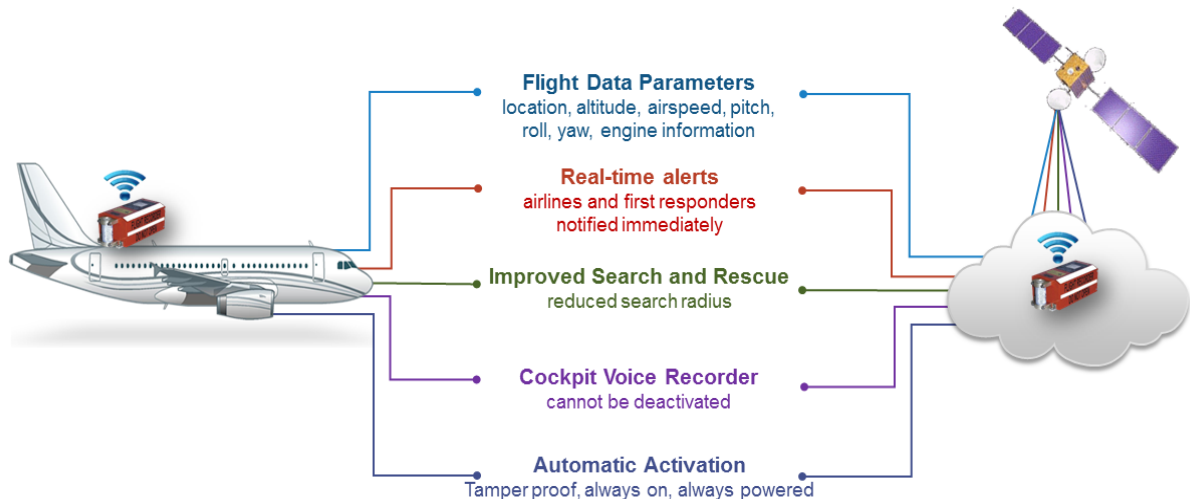 Flight Data Parameters
location, altitude, airspeed, pitch,
roll, yaw, engine information
Real-time alerts
airlines and first responders
notified immediately
Improved Search and Rescue
reduced search radius
Cockpit Voice Recorder
cannot be deactivated
Automatic Activation
Tamper proof, always on, always powered